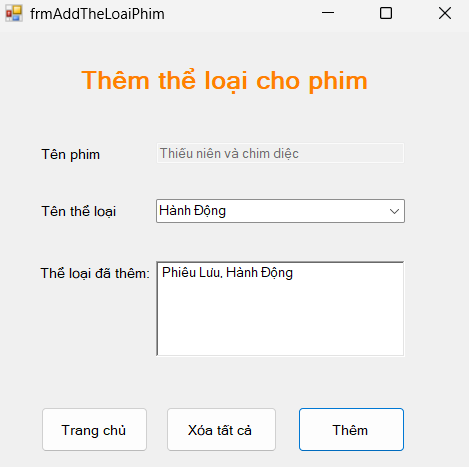 frmAddTheLoaiPhim
Thêm thể loại cho phim
Tên phim
Thiếu niên và chim diệc
Tên thể loại
Hành Động
Thể loại đã thêm:
Phiêu Lưu, Hành Động
Trang chủ
Xóa tất cả
Thêm